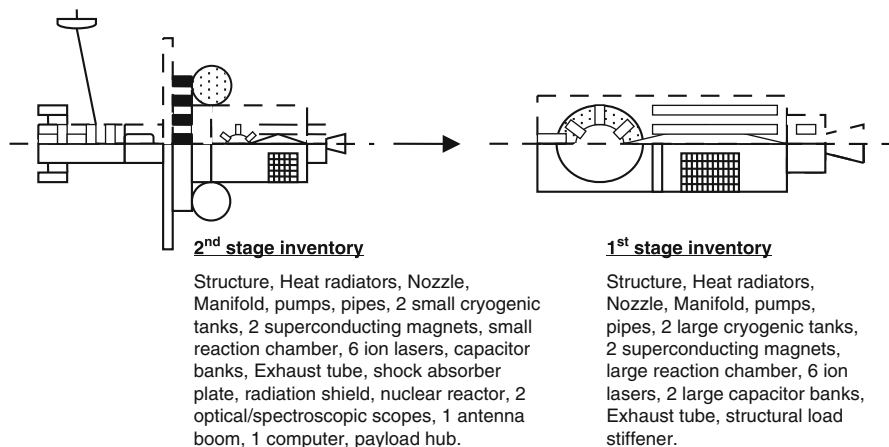 2nd stage inventory
Structure, Heat radiators, Nozzle,
Manifold, pumps, pipes, 2 small cryogenic
tanks, 2 superconducting magnets, small
reaction chamber, 6 ion lasers, capacitor
banks, Exhaust tube, shock absorber
plate, radiation shield, nuclear reactor, 2
optical/spectroscopic scopes, 1 antenna
boom, 1 computer, payload hub.
1st stage inventory
Structure, Heat radiators,
Nozzle, Manifold, pumps,
pipes, 2 large cryogenic tanks,
2 superconducting magnets,
large reaction chamber, 6 ion
lasers, 2 large capacitor banks,
Exhaust tube, structural load
stiffener.